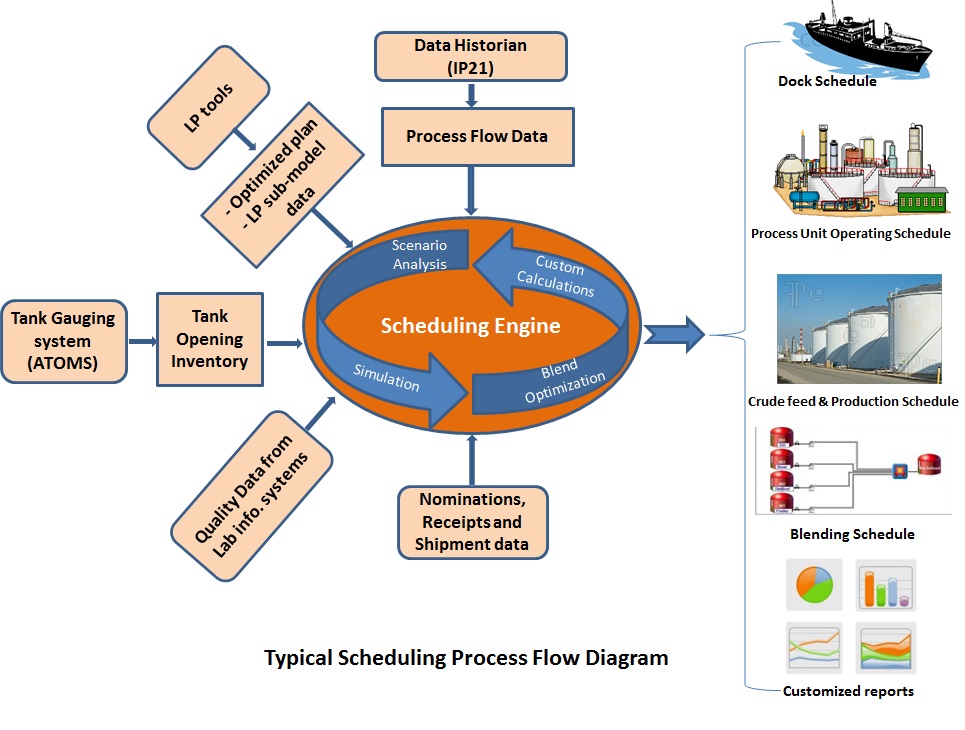 Data Historian
(IP21)
Process Flow Data
LP tools
- Optimized plan
- LP sub-model
data
Scenario
Analysis
Custom
Calculations
Scheduling Engine
Simulation
Blend
Optimization
Tank Gauging
system
(ATOMS)
Tank
Opening
Inventory
Quality Data from
Lab info. systems
Nominations,
Receipts and
Shipment data
Dock Schedule
Process Unit Operating Schedule
Crude feed & Production Schedule
Blending Schedule
Customized reports
Typical Scheduling Process Flow Diagram